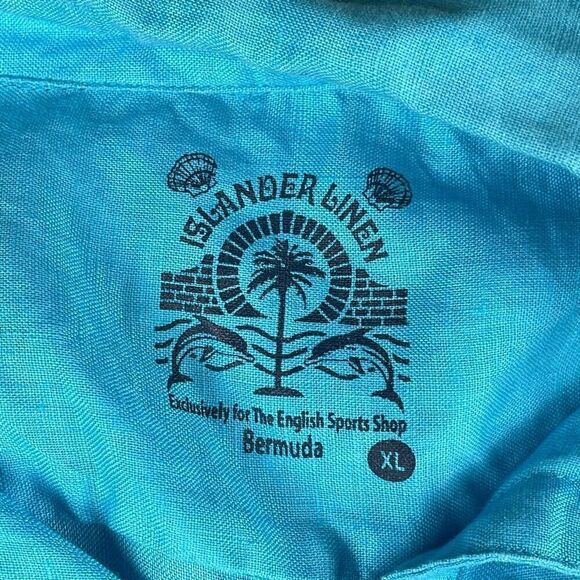 ISLANDER LINEN
Exclusively for The English Sports Shop
Bermuda
XL